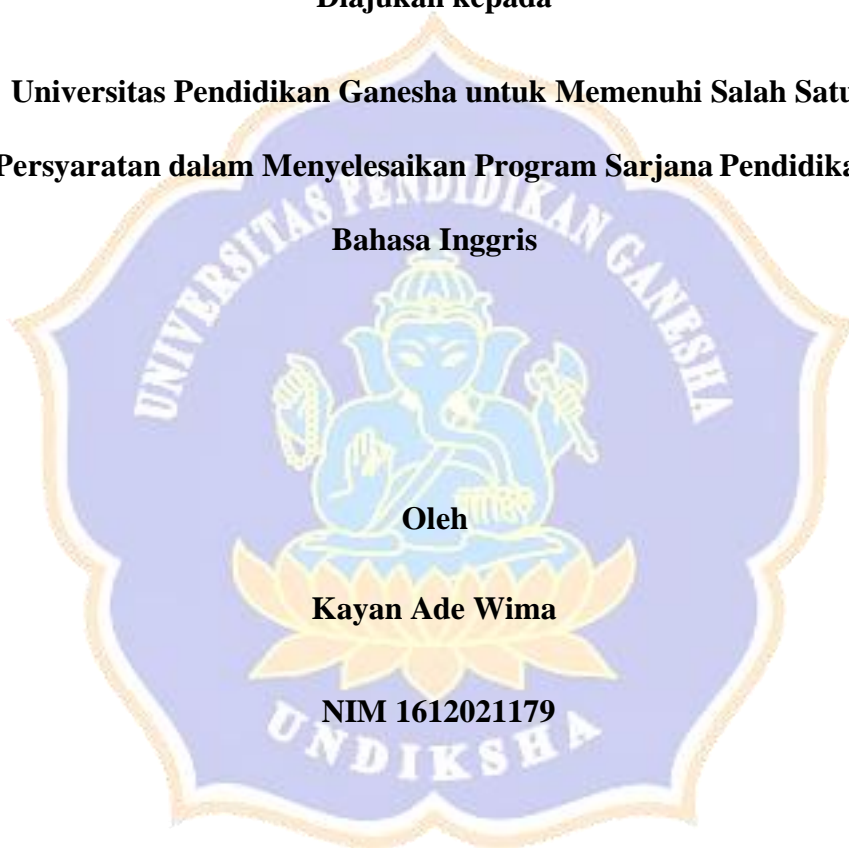 Diajukan kepada
Universitas Pendidikan Ganesha untuk Memenuhi Salah Satu
Persyaratan dalam Menyelesaikan Program Sarjana Pendidika
Bahasa Inggris
UNIVERSITAS PENDIDIKAN GANESHA
Oleh
Kayan Ade Wima
NIM 1612021179
UNDIKSHA